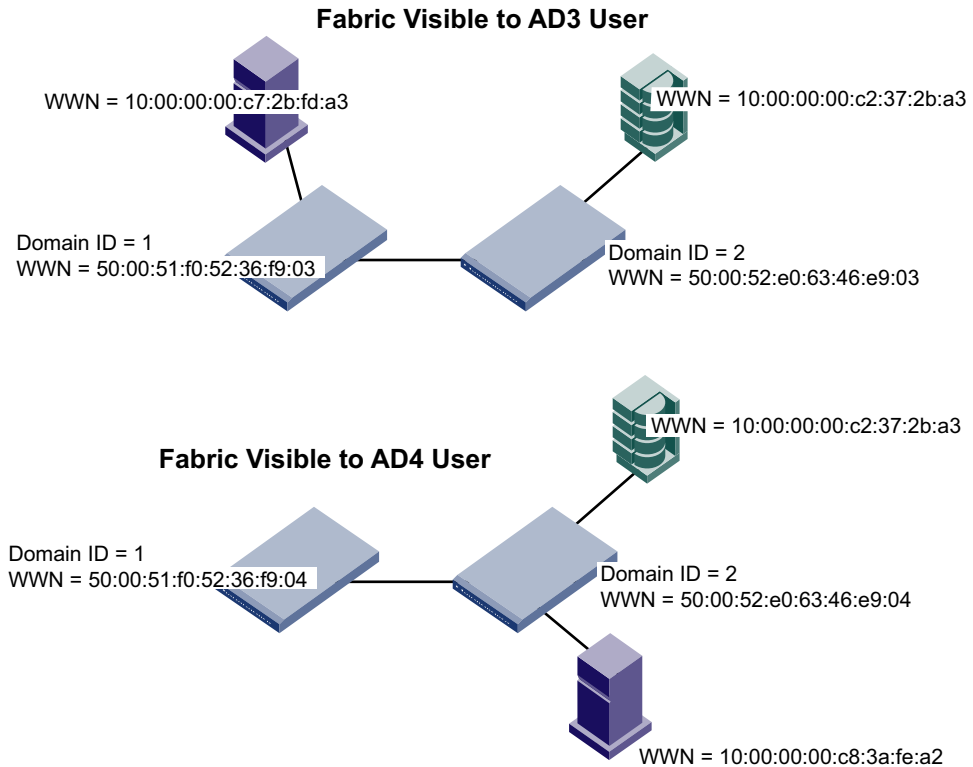 Fabric Visible to AD3 User
WWN = 10:00:00:00:c7:2b:fd:a3
WWN = 10:00:00:00:c2:37:2b:a3
Domain ID = 1
WWN = 50:00:51:f0:52:36:f9:03
Domain ID = 2
WWN = 50:00:52:e0:63:46:e9:03
WWN = 10:00:00:00:c2:37:2b:a3
Fabric Visible to AD4 User
Domain ID = 1
WWN = 50:00:51:f0:52:36:f9:04
Domain ID = 2
WWN = 50:00:52:e0:63:46:e9:04
WWN = 10:00:00:00:c8:3a:fe:a2